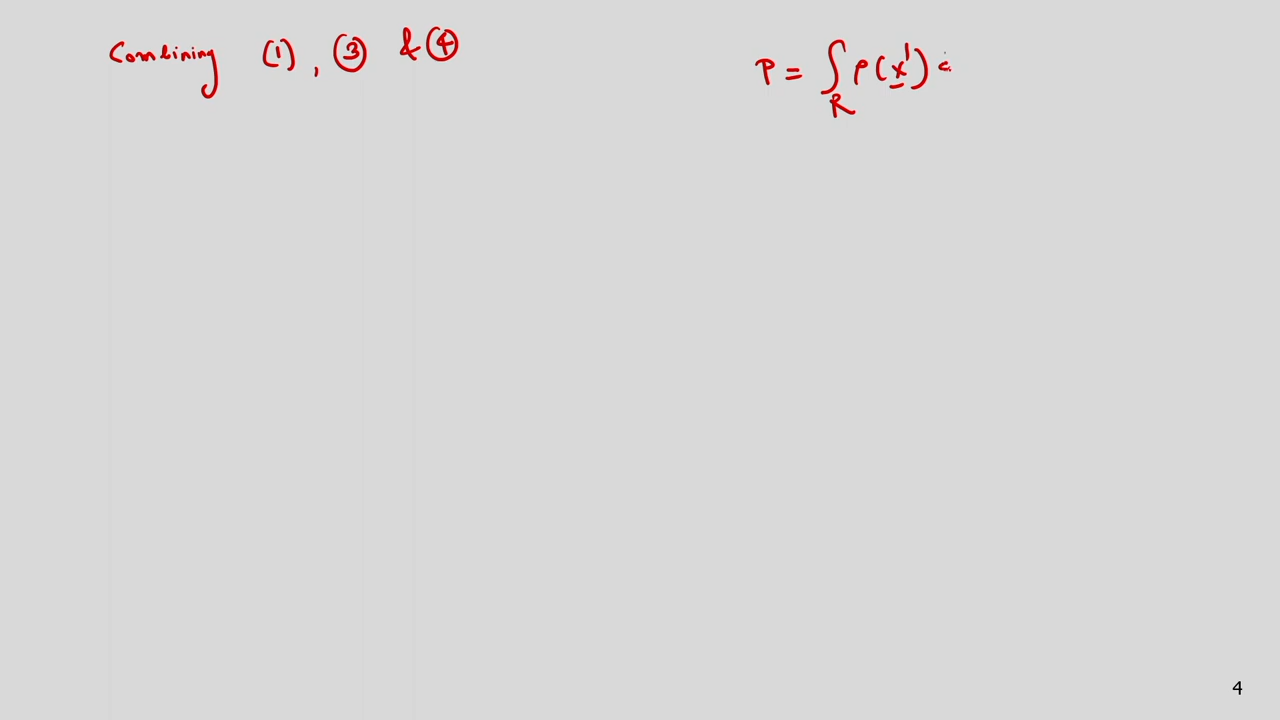 Combining (1), ③ & ④
P = ∫_R p(x̲') 
4